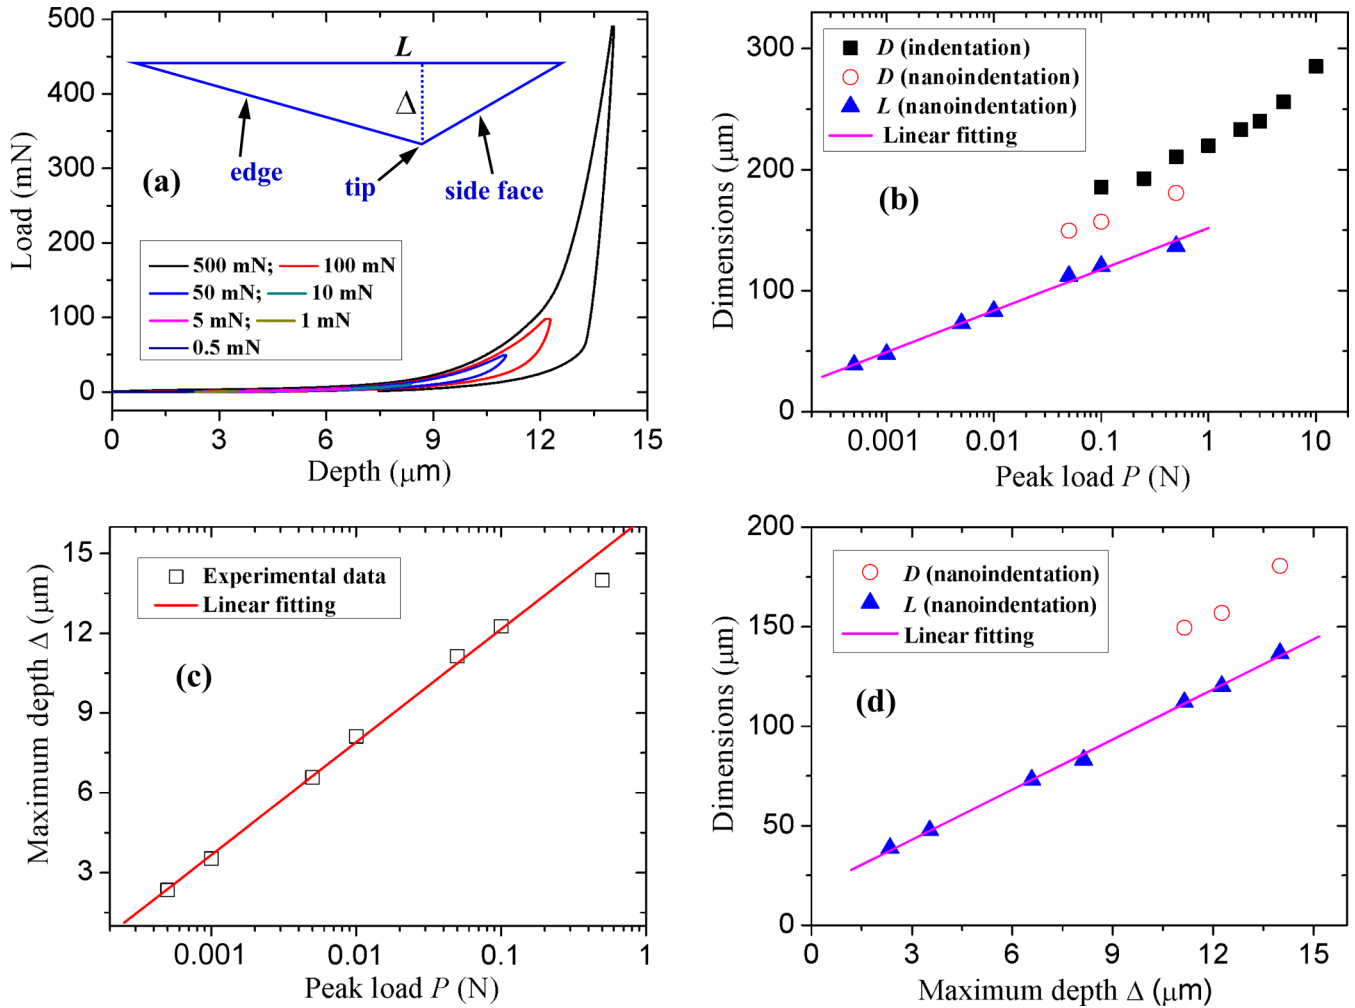 (a)
Load (mN)
500
400
300
200
100
0
L
Δ
edge
tip
side face
500 mN; 100 mN
50 mN; 10 mN
5 mN; 1 mN
0.5 mN
0 3 6 9 12 15
Depth (μm)
(b)
Dimensions (μm)
300
200
100
0
D (indentation)
D (nanoindentation)
L (nanoindentation)
Linear fitting
0.001 0.01 0.1 1 10
Peak load P (N)
(c)
Maximum depth Δ (μm)
15
12
9
6
3
Experimental data
Linear fitting
0.001 0.01 0.1 1
Peak load P (N)
(d)
Dimensions (μm)
200
150
100
50
0
D (nanoindentation)
L (nanoindentation)
Linear fitting
0 3 6 9 12 15
Maximum depth Δ (μm)